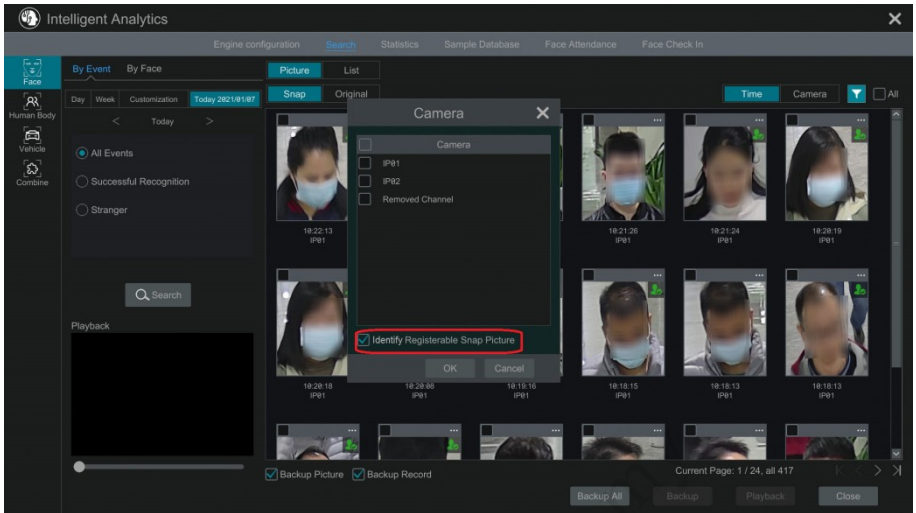 Intelligent Analytics
Engine configuration Search Statistics Sample Database Face Attendance Face Check In
Face
Human Body
Vehicle
Combine
By Event By Face
Day Week Customization Today 2021/01/07
< Today >
All Events
Successful Recognition
Stranger
Search
Playback
Picture List
Snap Original
Time Camera All
Camera
Camera
IP01
IP02
Removed Channel
Identify Registerable Snap Picture
OK Cancel
10:22:13
IP01
10:21:26
IP01
10:21:24
IP01
10:20:19
IP01
10:20:18
IP01
10:20:08
IP01
10:19:16
IP01
10:18:15
IP01
10:18:13
IP01
10:18:13
IP01
Backup Picture Backup Record
Current Page: 1 / 24, all 417
Backup All Backup Playback Close